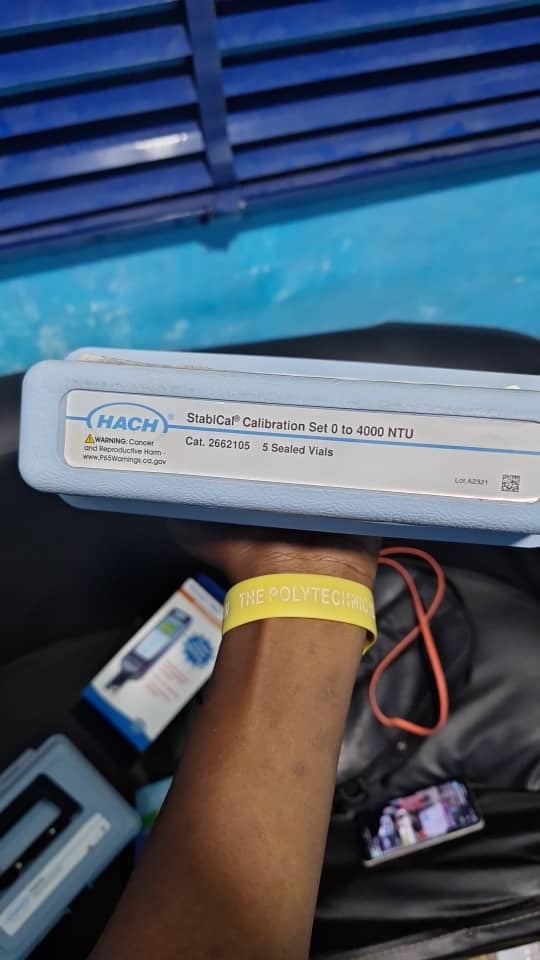 HACH®
StablCal® Calibration Set 0 to 4000 NTU
Cat. 2662105 5 Sealed Vials
WARNING: Cancer
and Reproductive Harm -
www.P65Warnings.ca.gov
Lot A2321
THE POLYTECHNIC